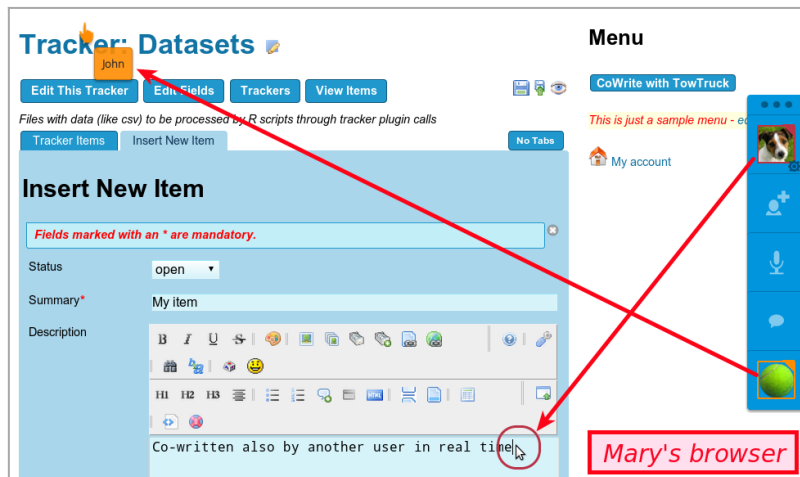 Tracker: Datasets
John
Edit This Tracker Edit Fields Trackers View Items
Files with data (like csv) to be processed by R scripts through tracker plugin calls
Tracker Items Insert New Item No Tabs
Insert New Item
Fields marked with an * are mandatory.
Status open
Summary* My item
Description
B I U S
H1 H2 H3 HTML
Co-written also by another user in real time
Menu
CoWrite with TowTruck
This is just a sample menu -
My account
Mary's browser